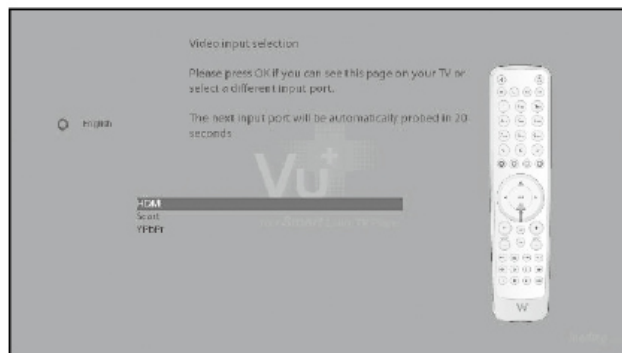 Video input selection
Please press OK if you can see this page on your TV or
select a different input port.
English
The next input port will be automatically probed in 20
seconds
Vu+
HDMI
Scart
YPbPr